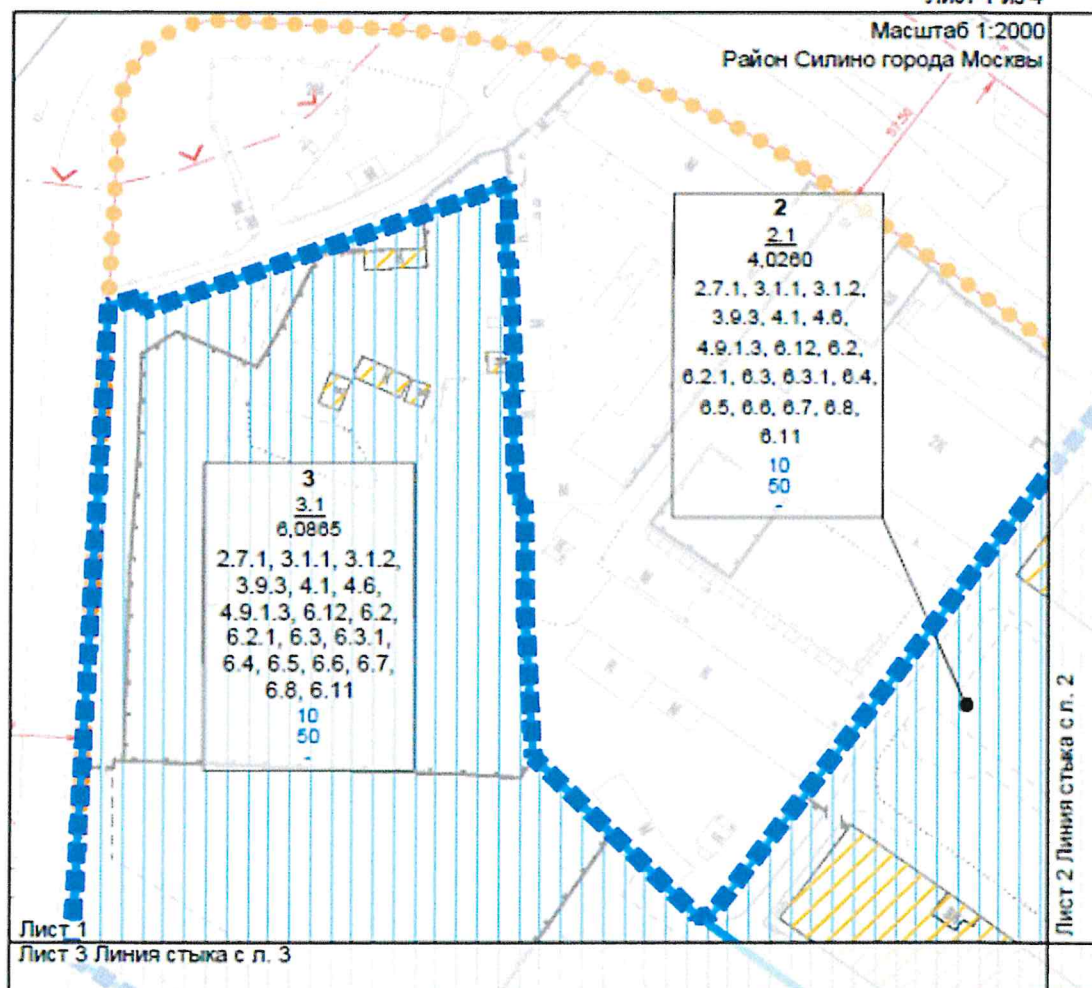 Лист 1 из 4
Масштаб 1:2000
Район Силино города Москвы
57.50
2
2.1
4,0260
2.7.1, 3.1.1, 3.1.2,
3.9.3, 4.1, 4.6,
4.9.1.3, 6.12, 6.2,
6.2.1, 6.3, 6.3.1, 6.4,
6.5, 6.6, 6.7, 6.8,
6.11
10
50
-
3
3.1
6,0865
2.7.1, 3.1.1, 3.1.2,
3.9.3, 4.1, 4.6,
4.9.1.3, 6.12, 6.2,
6.2.1, 6.3, 6.3.1,
6.4, 6.5, 6.6, 6.7,
6.8, 6.11
10
50
-
Лист 2 Линия стыка с л. 2
Лист 1
Лист 3 Линия стыка с л. 3